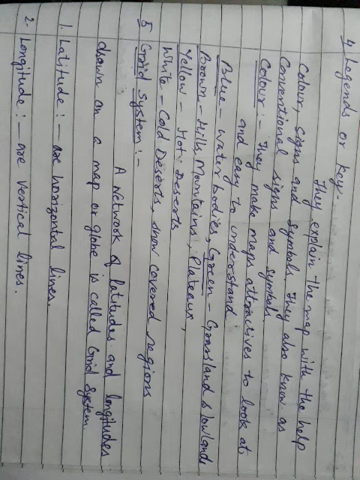 4 Legends or key -
They explain the map with the help
Colour, Signs and Symbols. They also know as
Conventional signs and symbol
Colour :- They make maps attractives to look at
and easy to understand
Blue - water bodies, Green - Grassland & lowland
Brown - Hills, Mountains, Plateaus,
Yellow - Hot Deserts
White - Cold Deserts, snow covered regions
5 Grid System :-
A Network of latitudes and longitudes
drawn on a map or globe is called Grid System.
1. Latitude :- are horizontal lines.
2. Longitude :- are vertical lines.